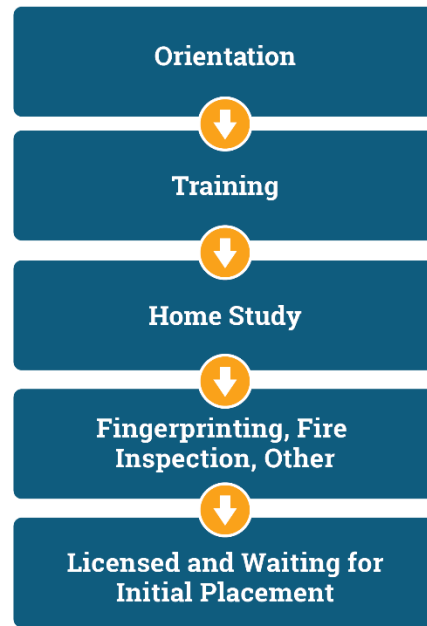 Orientation
Training
Home Study
Fingerprinting, Fire
Inspection, Other
Licensed and Waiting for
Initial Placement